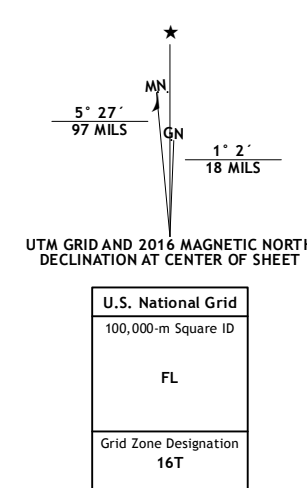 ★
MN
5° 27´
97 MILS
GN
1° 2´
18 MILS
UTM GRID AND 2016 MAGNETIC NORTH
DECLINATION AT CENTER OF SHEET
U.S. National Grid
100,000-m Square ID
FL
Grid Zone Designation
16T